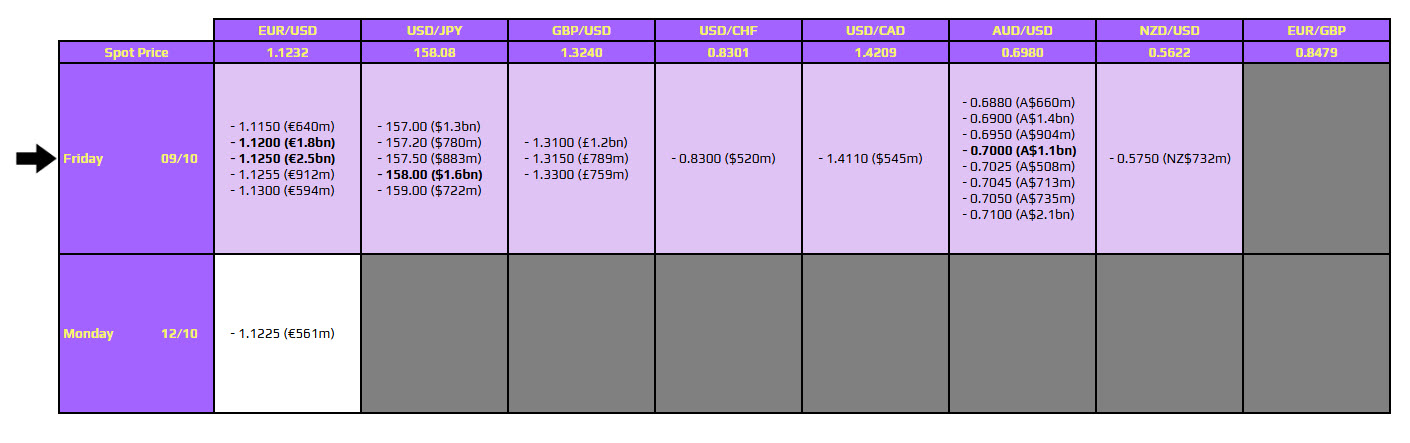 EUR/USD USD/JPY GBP/USD USD/CHF USD/CAD AUD/USD NZD/USD EUR/GBP
Spot Price 1.1232 158.08 1.3240 0.8301 1.4209 0.6980 0.5622 0.8479
Friday 09/10
- 1.1150 (€640m)
- 1.1200 (€1.8bn)
- 1.1250 (€2.5bn)
- 1.1255 (€912m)
- 1.1300 (€594m)
- 157.00 ($1.3bn)
- 157.20 ($780m)
- 157.50 ($883m)
- 158.00 ($1.6bn)
- 159.00 ($722m)
- 1.3100 (£1.2bn)
- 1.3150 (£789m)
- 1.3300 (£759m)
- 0.8300 ($520m)
- 1.4110 ($545m)
- 0.6880 (A$660m)
- 0.6900 (A$1.4bn)
- 0.6950 (A$904m)
- 0.7000 (A$1.1bn)
- 0.7025 (A$508m)
- 0.7045 (A$713m)
- 0.7050 (A$735m)
- 0.7100 (A$2.1bn)
- 0.5750 (NZ$732m)
Monday 12/10
- 1.1225 (€561m)